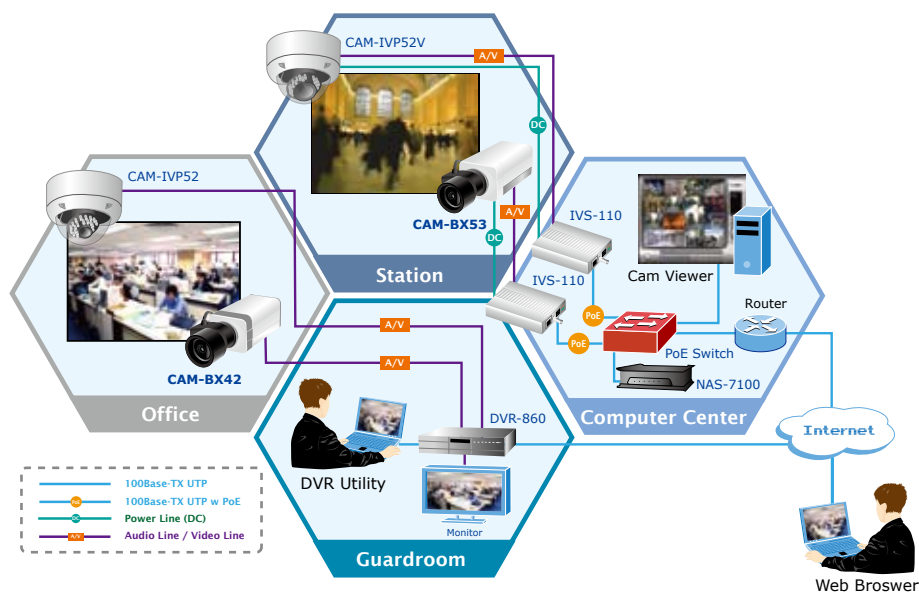 CAM-IVP52V
A/V
DC
CAM-IVP52
CAM-BX53
A/V
DC
Station
IVS-110
IVS-110
Cam Viewer
Router
PoE
PoE
PoE Switch
NAS-7100
Computer Center
A/V
A/V
CAM-BX42
Office
DVR-860
DVR Utility
Monitor
Guardroom
Internet
Web Broswer
100Base-TX UTP
PoE
100Base-TX UTP w PoE
DC
Power Line (DC)
A/V
Audio Line / Video Line